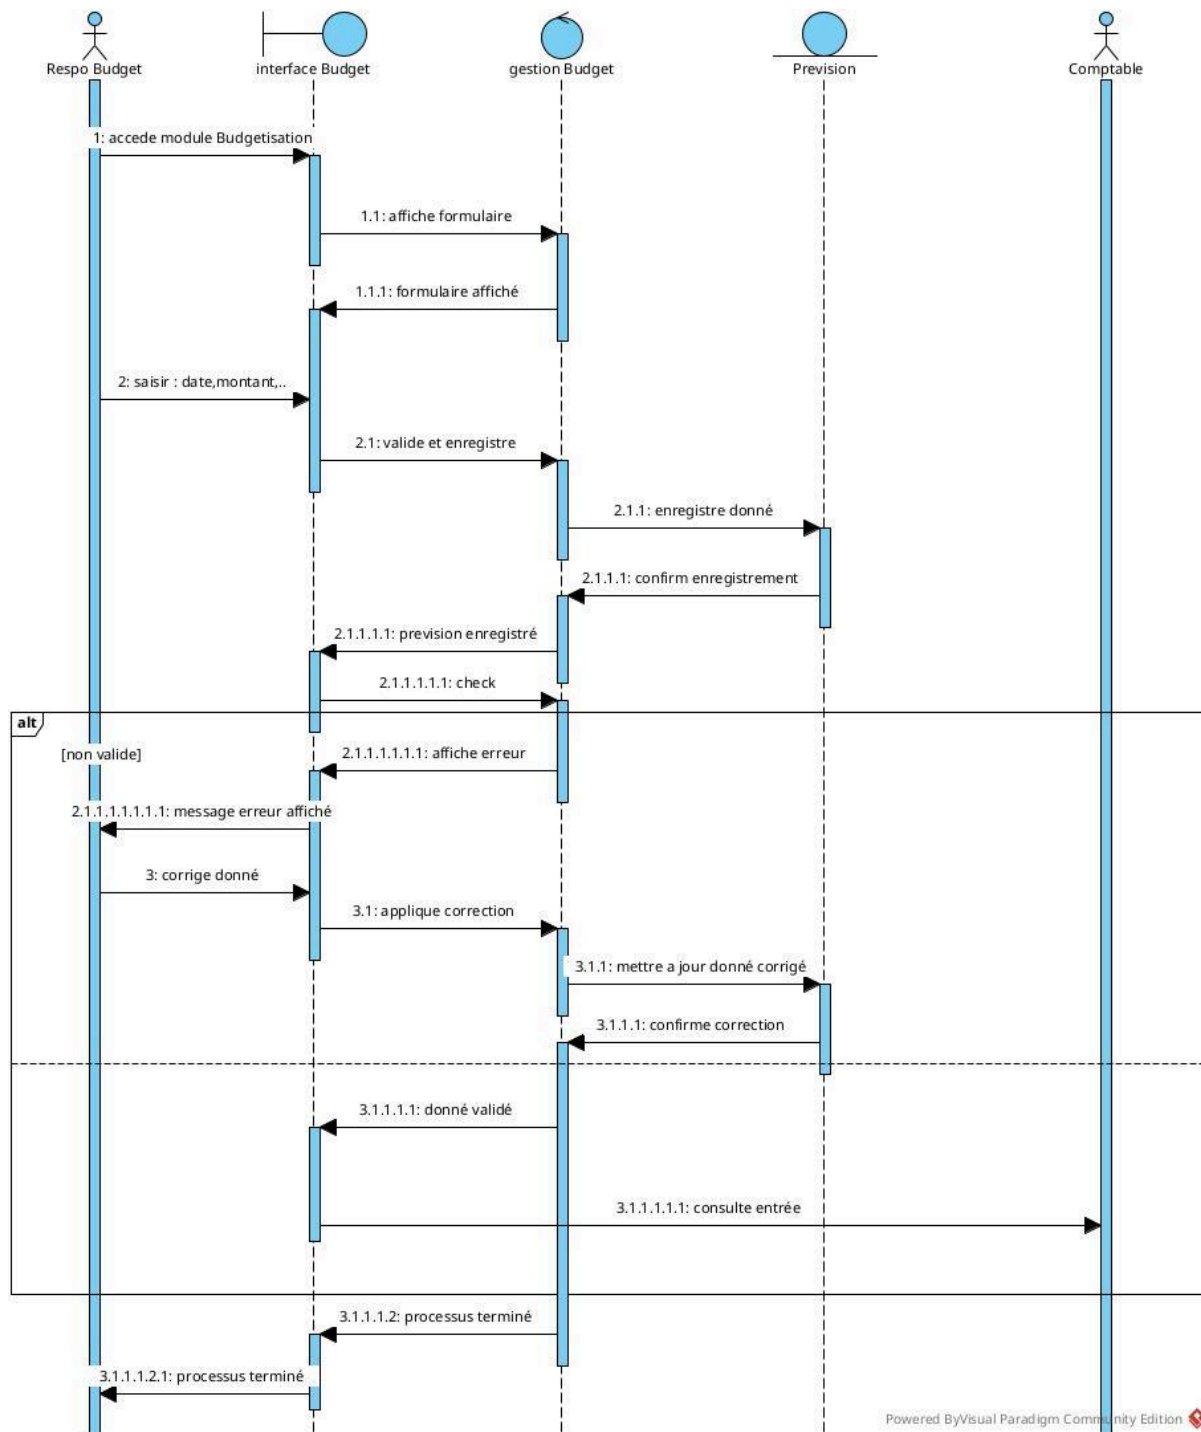 Respo Budget
interface Budget
gestion Budget
Prevision
Comptable
1: accede module Budgetisation
1.1: affiche formulaire
1.1.1: formulaire affiché
2: saisir : date,montant,..
2.1: valide et enregistre
2.1.1: enregistre donné
2.1.1.1: confirm enregistrement
2.1.1.1.1: prevision enregistré
2.1.1.1.1.1: check
alt
[non valide]
2.1.1.1.1.1.1: affiche erreur
2.1.1.1.1.1.1.1: message erreur affiché
3: corrige donné
3.1: applique correction
3.1.1: mettre a jour donné corrigé
3.1.1.1: confirme correction
3.1.1.1.1: donné validé
3.1.1.1.1.1: consulte entrée
3.1.1.1.2: processus terminé
3.1.1.1.2.1: processus terminé
Powered ByVisual Paradigm Community Edition